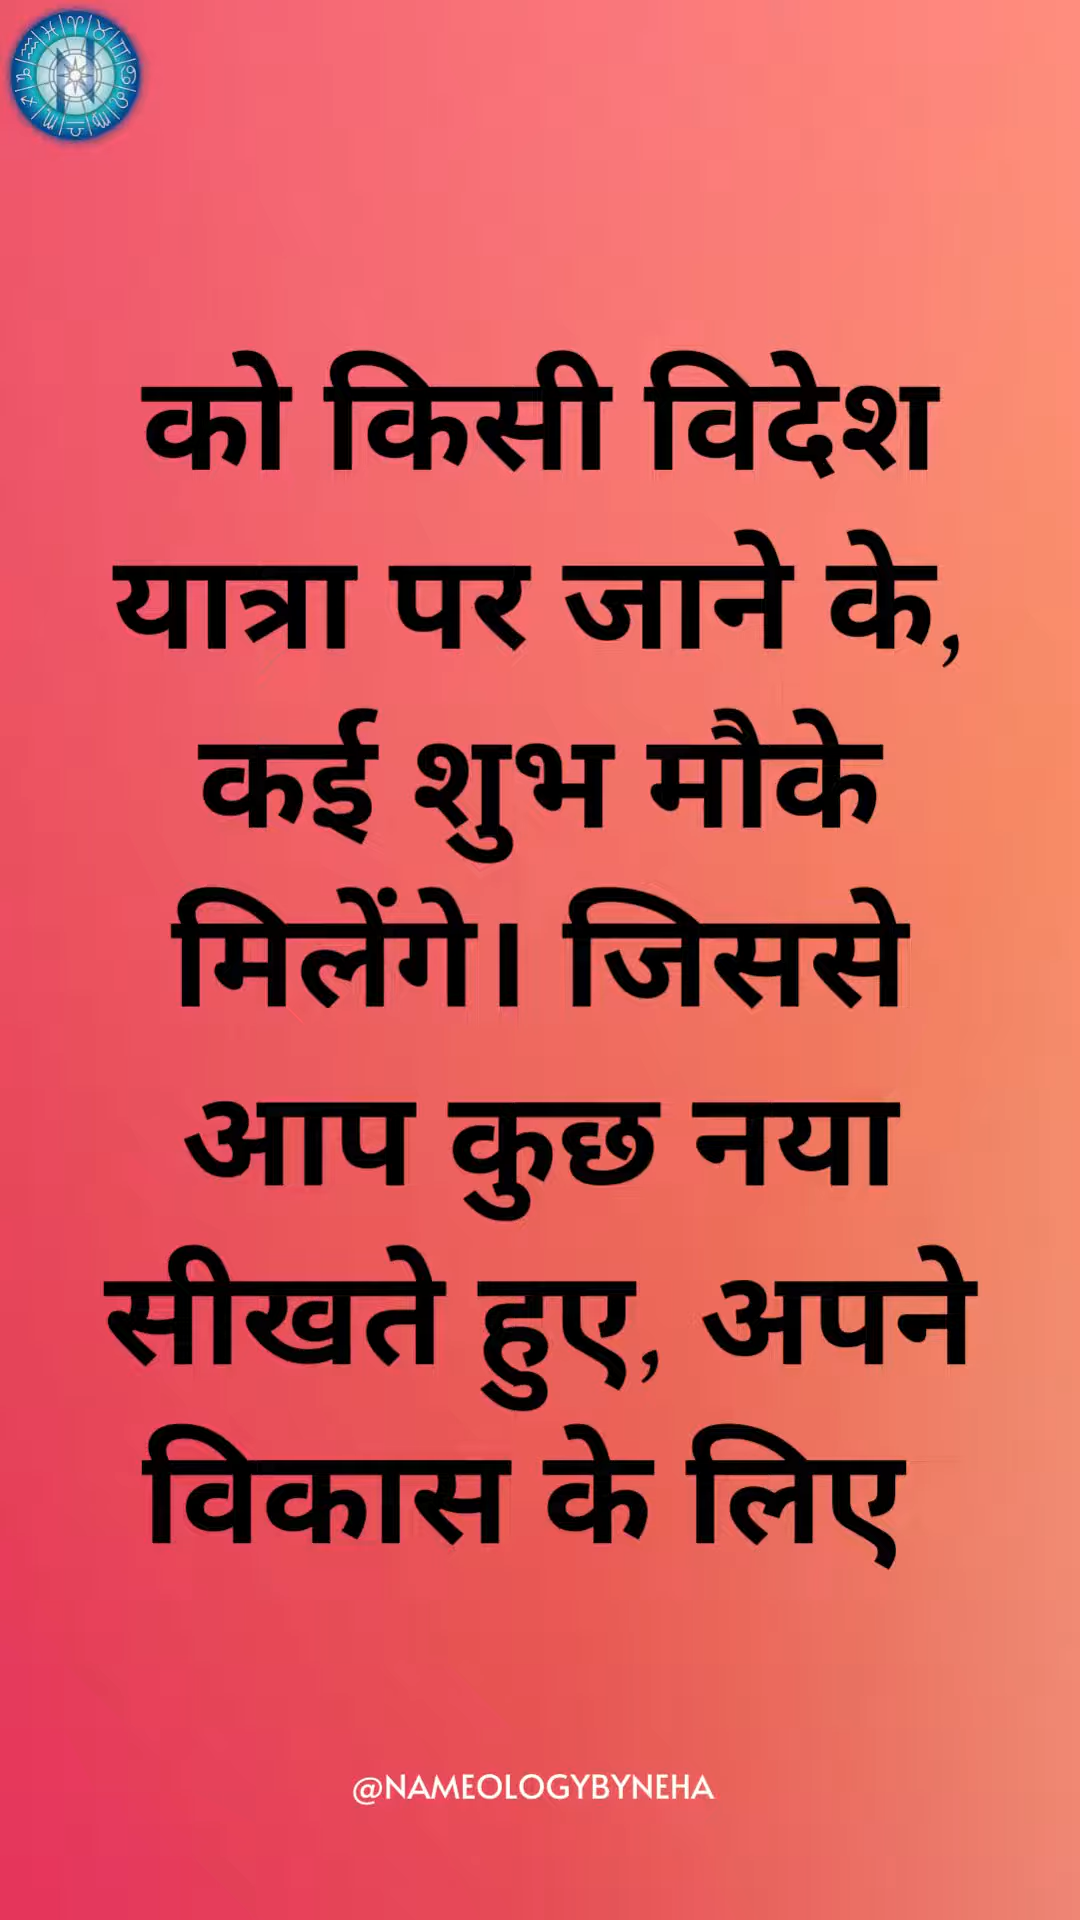 को किसी विदेश
यात्रा पर जाने के,
कई शुभ मौके
मिलेंगे। जिससे
आप कुछ नया
सीखते हुए, अपने
विकास के लिए
@NAMEOLOGYBYNEHA